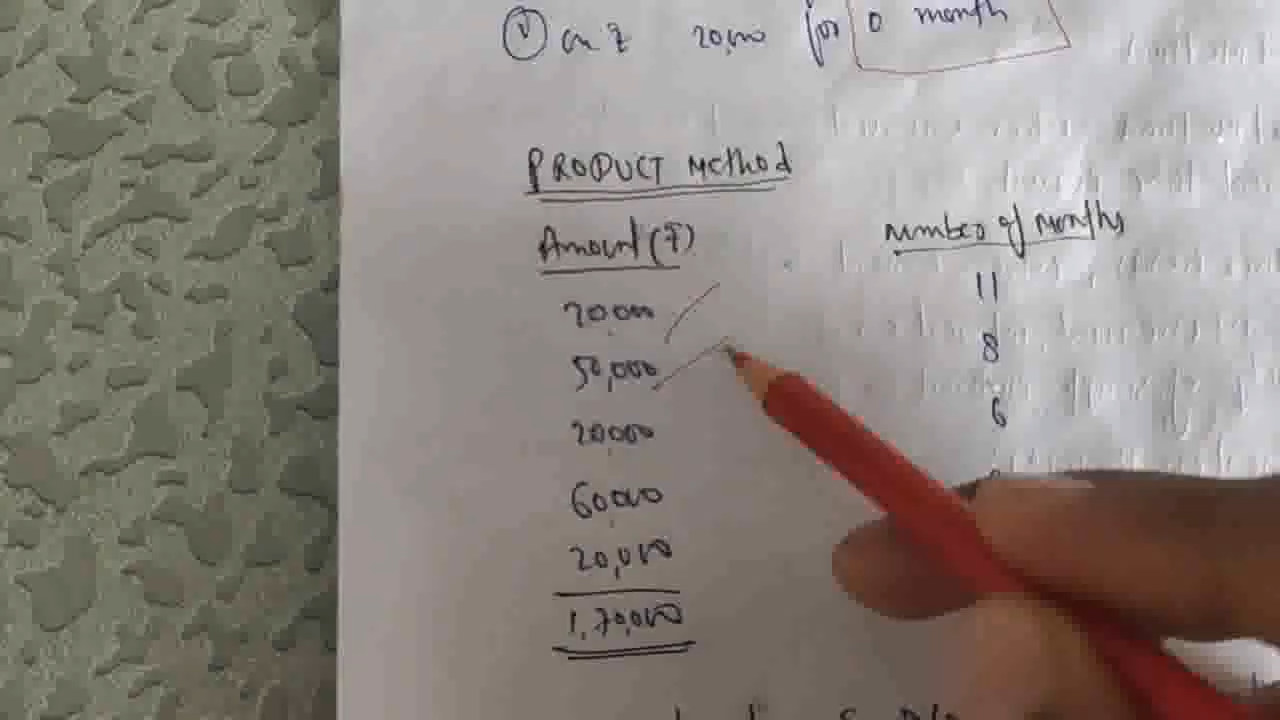 (v) on ₹ 20,000 for 0 month
PRODUCT Method
Amount (₹) Number of Months
20,000 11
50,000 8
20,000 6
60,000
20,000
1,70,000